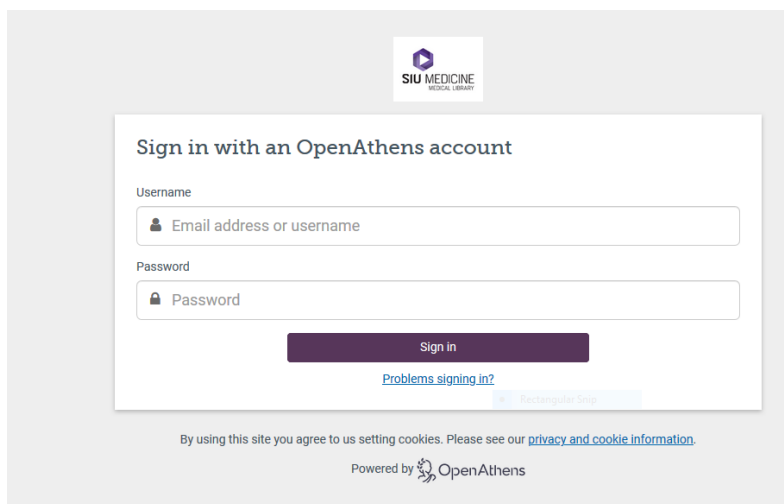 SIU MEDICINE
MEDICAL LIBRARY
Sign in with an OpenAthens account
Username
Email address or username
Password
Password
Sign in
Problems signing in?
Rectangular Snip
By using this site you agree to us setting cookies. Please see our privacy and cookie information.
Powered by OpenAthens